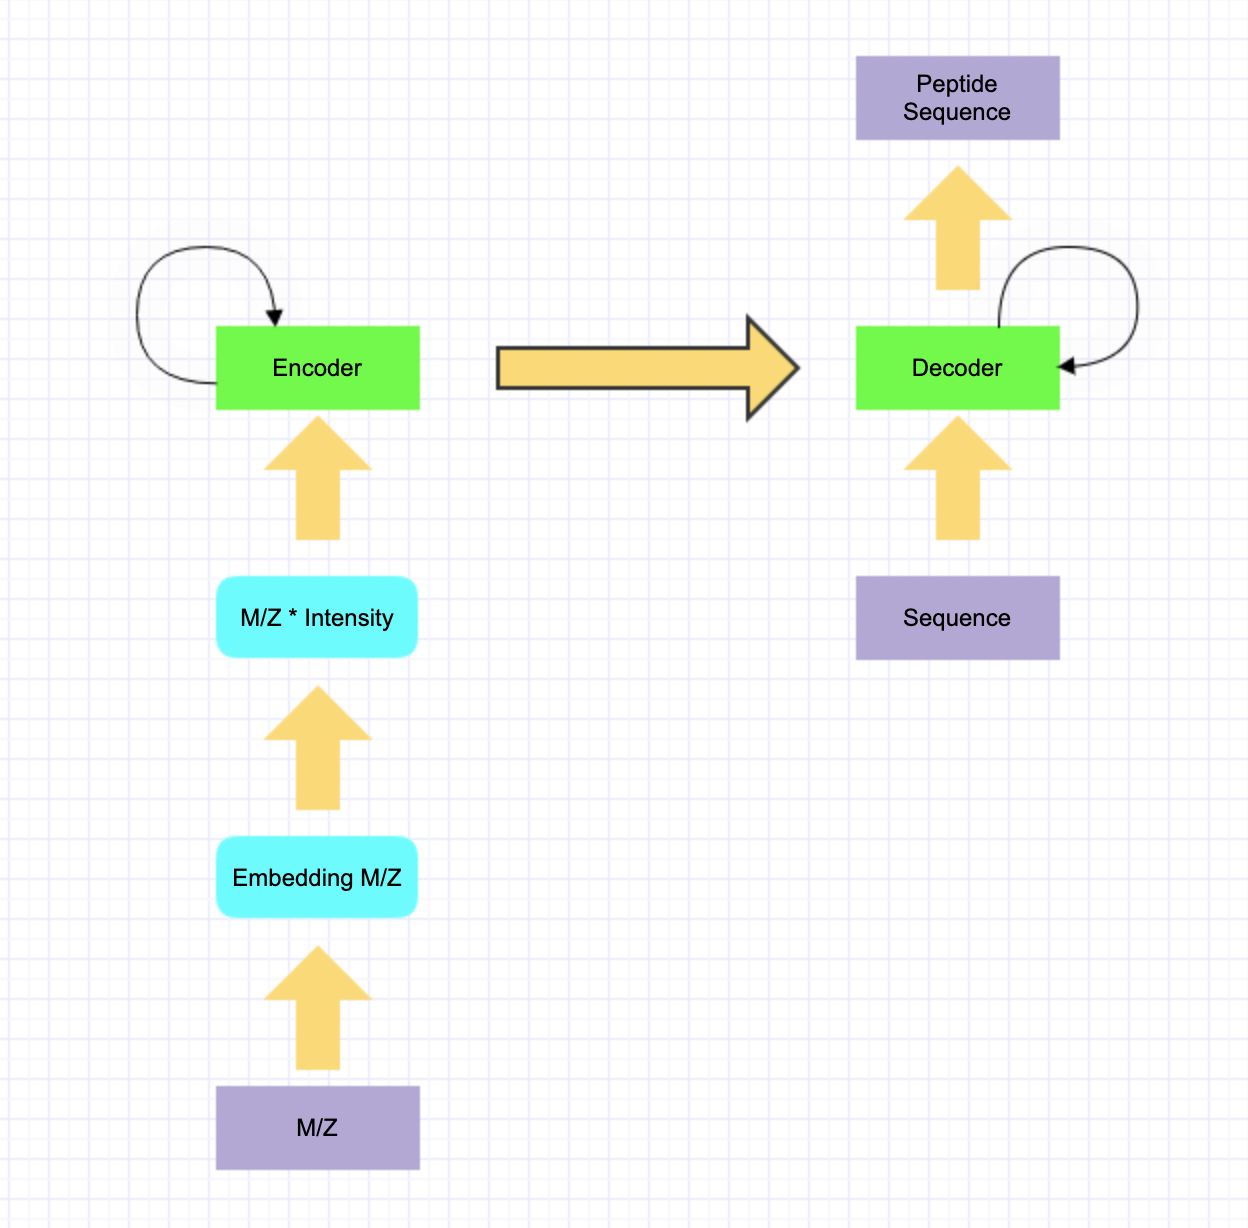 Peptide
Sequence
Encoder
Decoder
M/Z * Intensity
Sequence
Embedding M/Z
M/Z